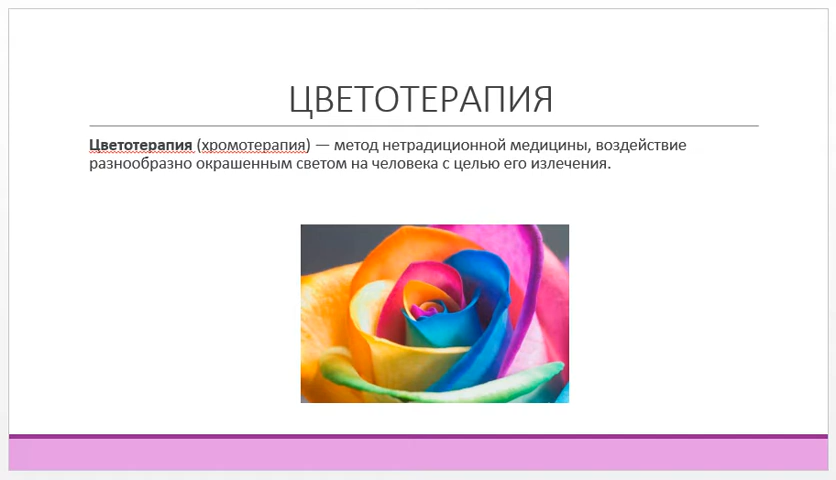 ЦВЕТОТЕРАПИЯ
Цветотерапия (хромотерапия) — метод нетрадиционной медицины, воздействие
разнообразно окрашенным светом на человека с целью его излечения.